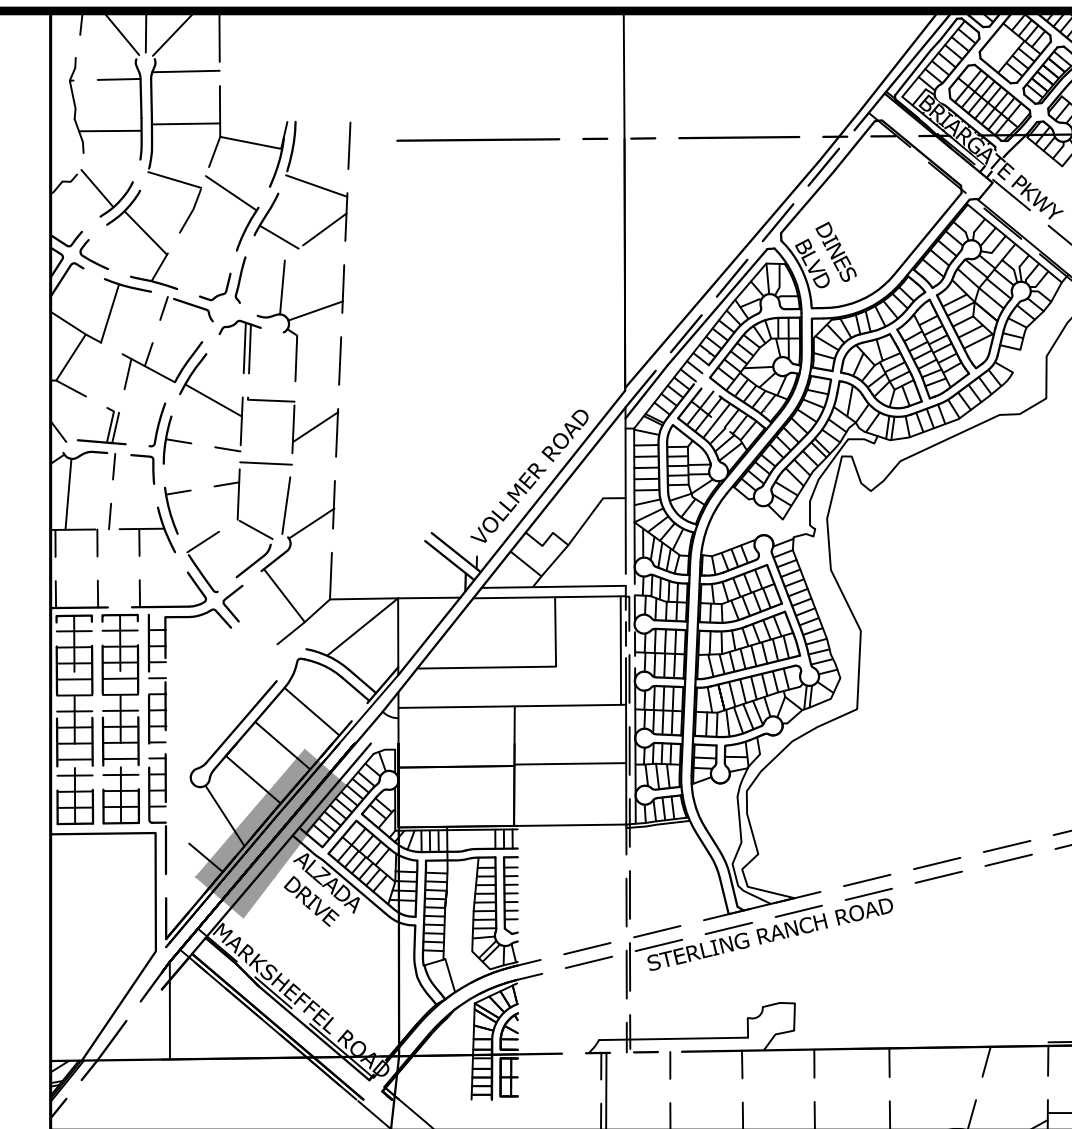 BRIARGATE PKWY
DINES
BLVD
VOLLMER ROAD
ALZADA
DRIVE
STERLING RANCH ROAD
MARKSHEFFEL ROAD